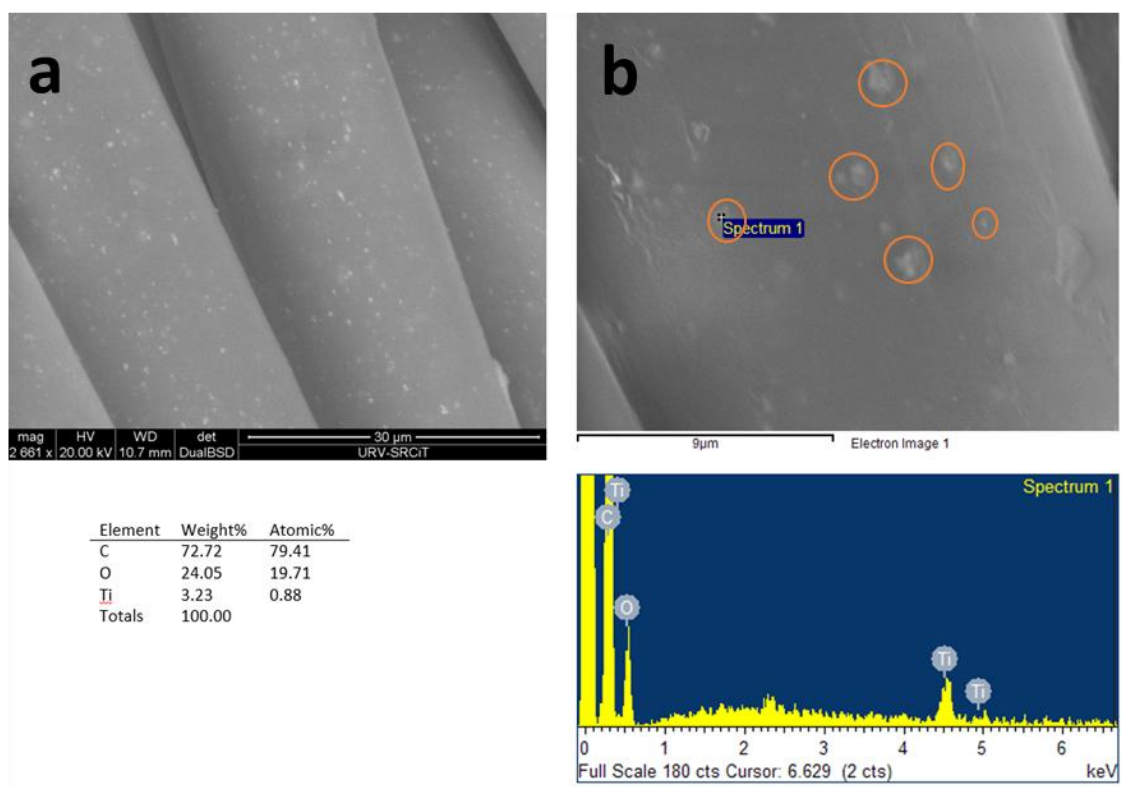 a
b
Spectrum 1
mag HV WD det 30 µm
2 661 x 20.00 kV 10.7 mm DualBSD URV-SRCiT
9µm Electron Image 1
Element Weight% Atomic%
C 72.72 79.41
O 24.05 19.71
Ti 3.23 0.88
Totals 100.00
Spectrum 1
Ti
C
O
Ti
Ti
0 1 2 3 4 5 6
Full Scale 180 cts Cursor: 6.629 (2 cts) keV